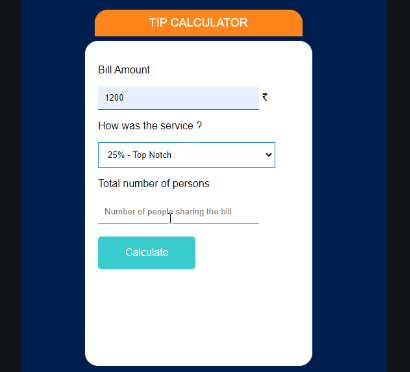 TIP CALCULATOR
Bill Amount
1200 ₹
How was the service ?
25% - Top Notch
Total number of persons
Number of people sharing the bill
Calculate